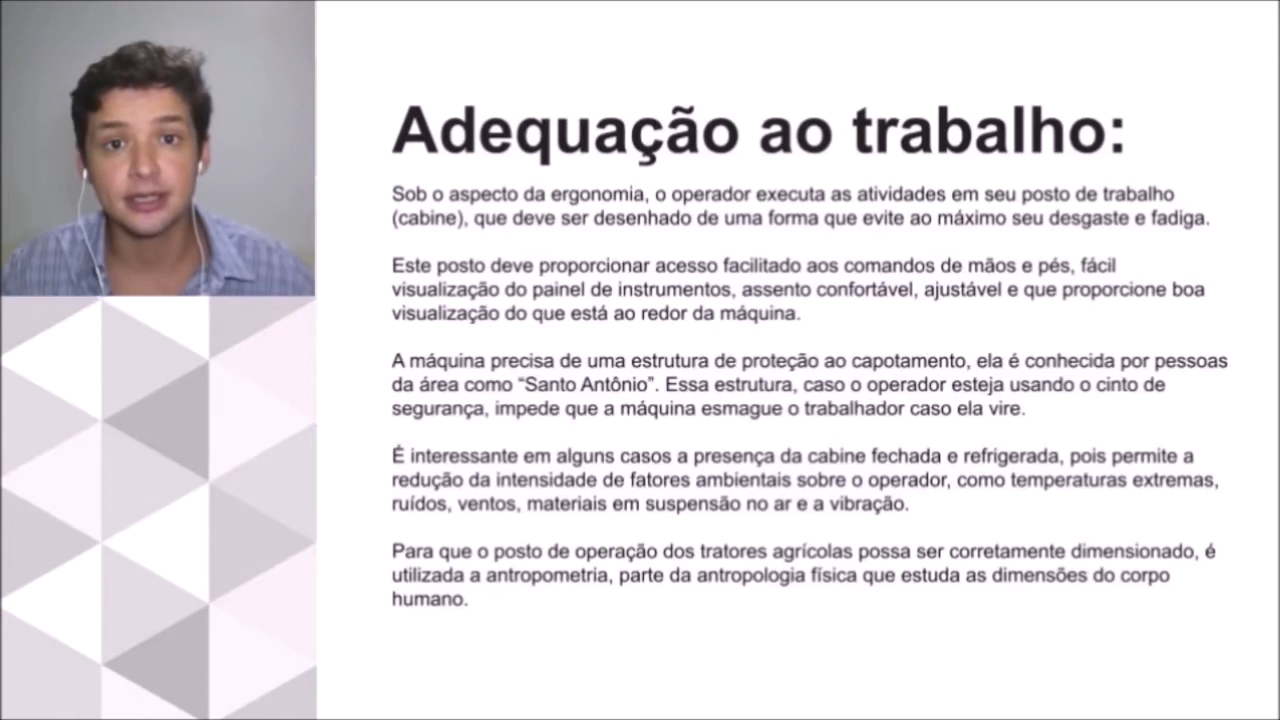 Adequação ao trabalho:
Sob o aspecto da ergonomia, o operador executa as atividades em seu posto de trabalho
(cabine), que deve ser desenhado de uma forma que evite ao máximo seu desgaste e fadiga.
Este posto deve proporcionar acesso facilitado aos comandos de mãos e pés, fácil
visualização do painel de instrumentos, assento confortável, ajustável e que proporcione boa
visualização do que está ao redor da máquina.
A máquina precisa de uma estrutura de proteção ao capotamento, ela é conhecida por pessoas
da área como “Santo Antônio”. Essa estrutura, caso o operador esteja usando o cinto de
segurança, impede que a máquina esmague o trabalhador caso ela vire.
É interessante em alguns casos a presença da cabine fechada e refrigerada, pois permite a
redução da intensidade de fatores ambientais sobre o operador, como temperaturas extremas,
ruídos, ventos, materiais em suspensão no ar e a vibração.
Para que o posto de operação dos tratores agrícolas possa ser corretamente dimensionado, é
utilizada a antropometria, parte da antropologia física que estuda as dimensões do corpo
humano.